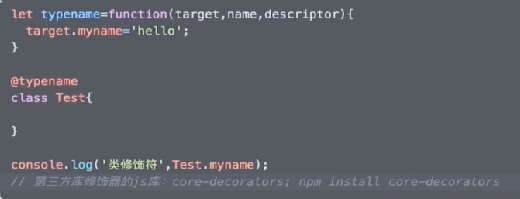 let typename=function(target,name,descriptor){
target.myname='hello';
}
@typename
class Test{
}
console.log('类修饰符',Test.myname);
// 第三方库修饰器的js库：core-decorators; npm install core-decorators